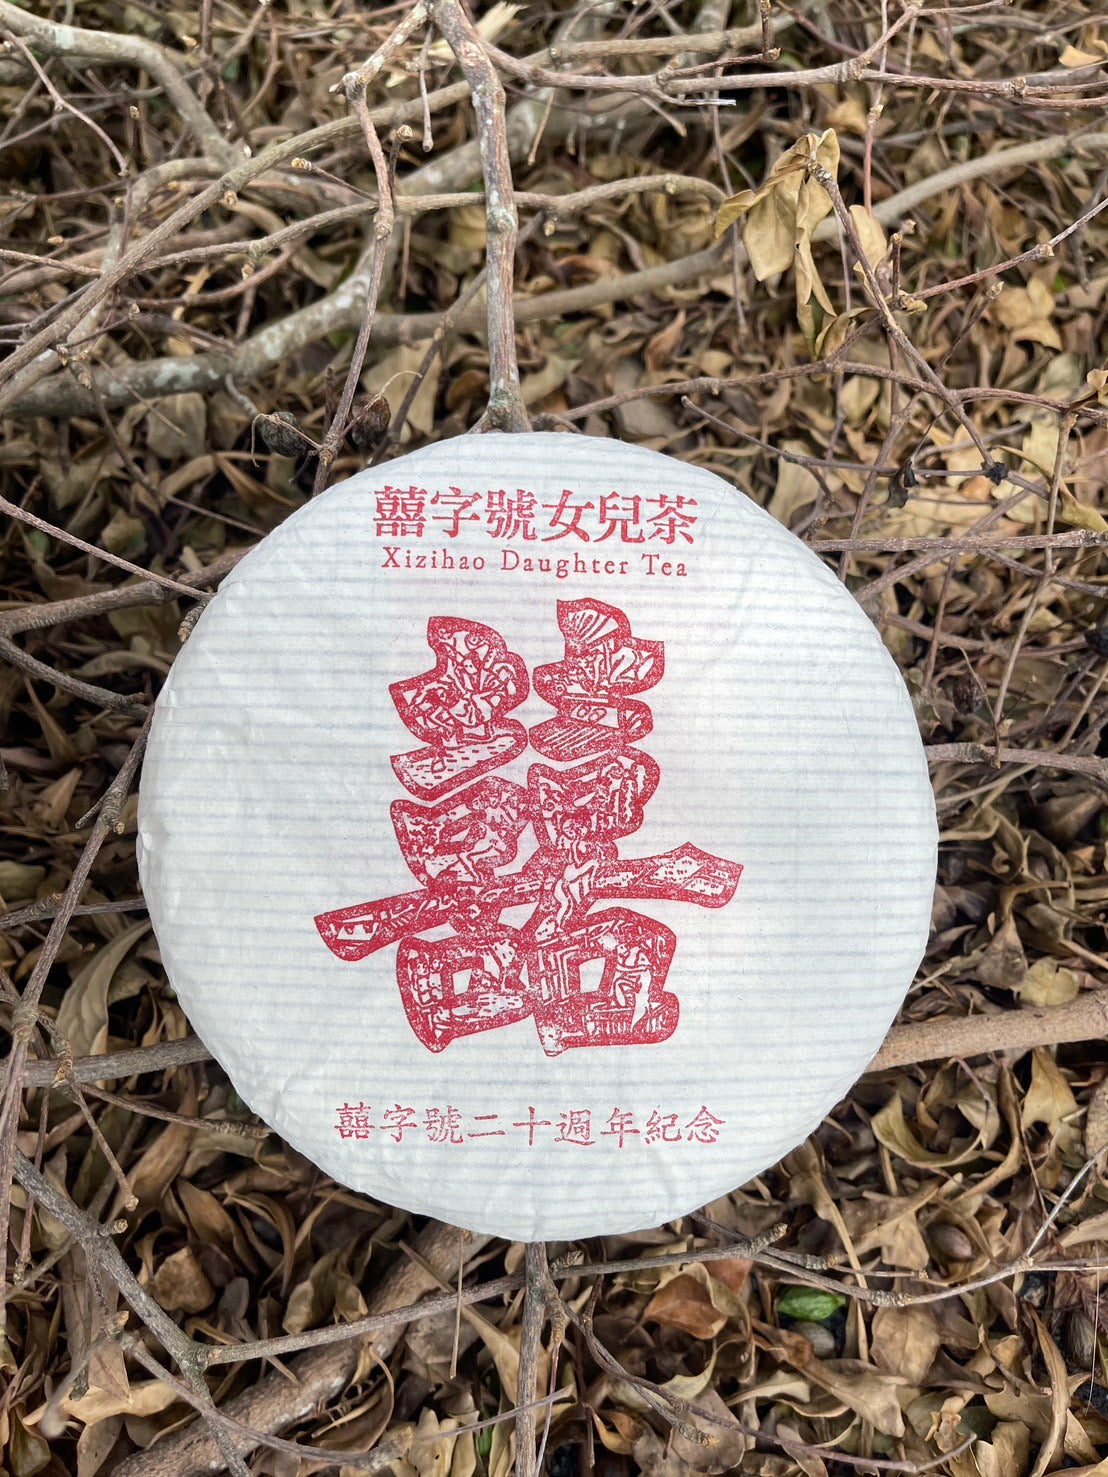 囍字號女兒茶
Xizihao Daughter Tea
囍
囍字號二十週年紀念